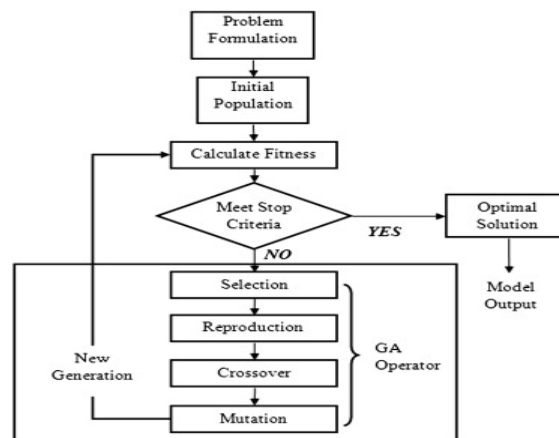 Problem
Formulation
Initial
Population
Calculate Fitness
Meet Stop
Criteria
YES
Optimal
Solution
NO
Model
Output
Selection
Reproduction
Crossover
Mutation
New
Generation
GA
Operator